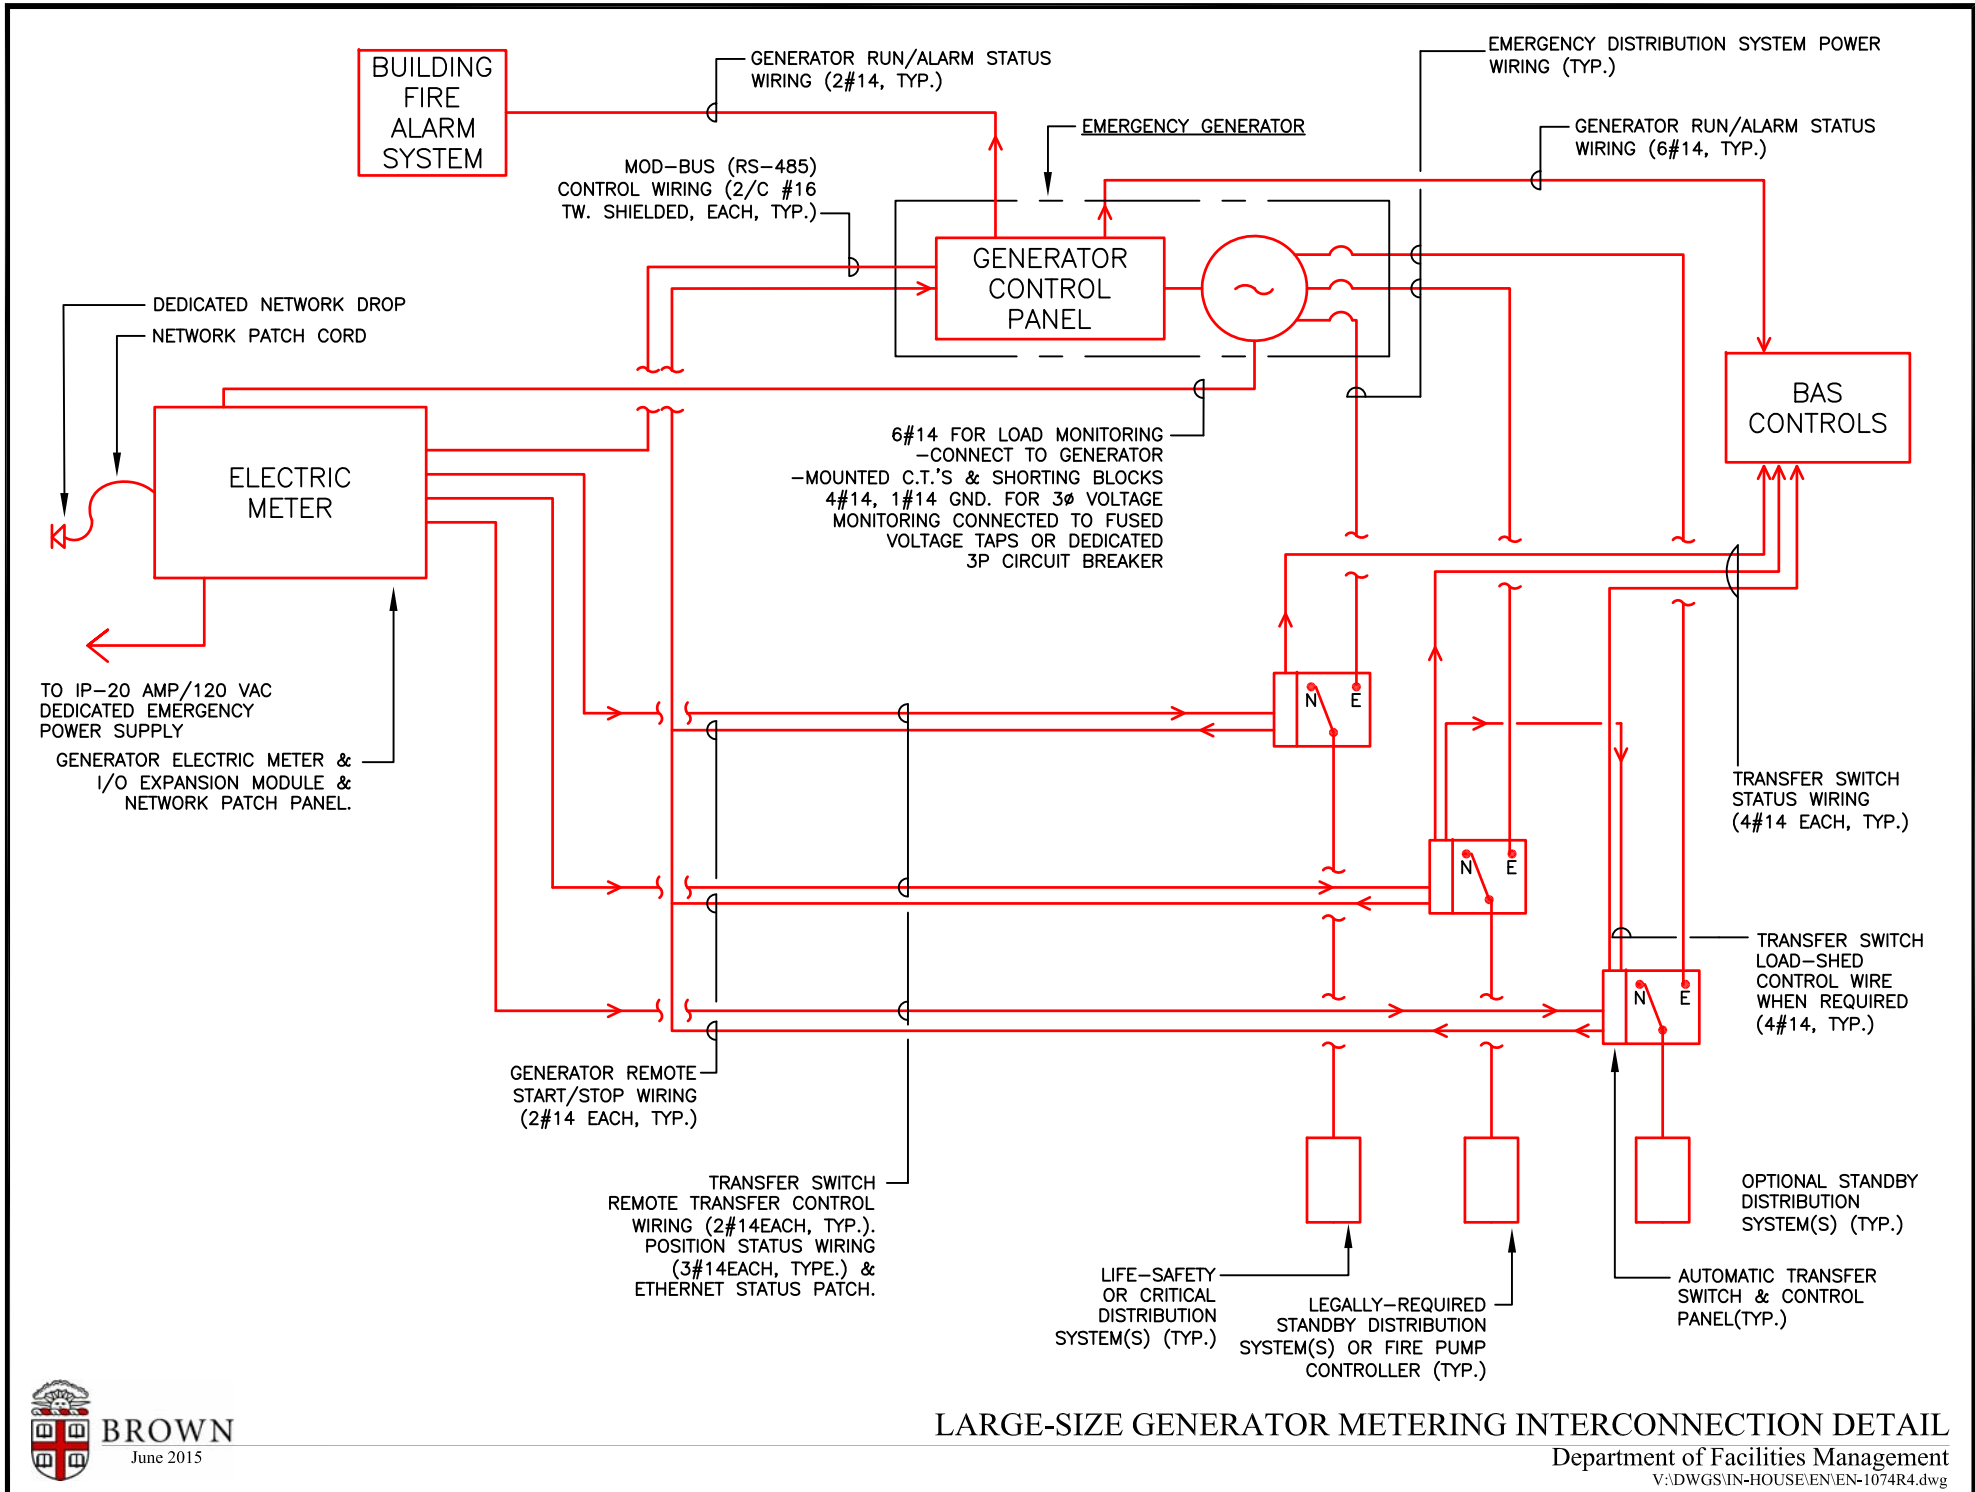 BUILDING
FIRE
ALARM
SYSTEM
GENERATOR RUN/ALARM STATUS
WIRING (2#14, TYP.)
EMERGENCY DISTRIBUTION SYSTEM POWER
WIRING (TYP.)
EMERGENCY GENERATOR
GENERATOR RUN/ALARM STATUS
WIRING (6#14, TYP.)
MOD-BUS (RS-485)
CONTROL WIRING (2/C #16
TW. SHIELDED, EACH, TYP.)
GENERATOR
CONTROL
PANEL
DEDICATED NETWORK DROP
NETWORK PATCH CORD
BAS
CONTROLS
ELECTRIC
METER
6#14 FOR LOAD MONITORING
-CONNECT TO GENERATOR
-MOUNTED C.T.'S & SHORTING BLOCKS
4#14, 1#14 GND. FOR 3ø VOLTAGE
MONITORING CONNECTED TO FUSED
VOLTAGE TAPS OR DEDICATED
3P CIRCUIT BREAKER
TO IP-20 AMP/120 VAC
DEDICATED EMERGENCY
POWER SUPPLY
GENERATOR ELECTRIC METER &
I/O EXPANSION MODULE &
NETWORK PATCH PANEL.
N E
TRANSFER SWITCH
STATUS WIRING
(4#14 EACH, TYP.)
N E
TRANSFER SWITCH
LOAD-SHED
CONTROL WIRE
WHEN REQUIRED
(4#14, TYP.)
N E
GENERATOR REMOTE
START/STOP WIRING
(2#14 EACH, TYP.)
TRANSFER SWITCH
REMOTE TRANSFER CONTROL
WIRING (2#14EACH, TYP.).
POSITION STATUS WIRING
(3#14EACH, TYPE.) &
ETHERNET STATUS PATCH.
OPTIONAL STANDBY
DISTRIBUTION
SYSTEM(S) (TYP.)
LIFE-SAFETY
OR CRITICAL
DISTRIBUTION
SYSTEM(S) (TYP.)
LEGALLY-REQUIRED
STANDBY DISTRIBUTION
SYSTEM(S) OR FIRE PUMP
CONTROLLER (TYP.)
AUTOMATIC TRANSFER
SWITCH & CONTROL
PANEL(TYP.)
BROWN
June 2015
LARGE-SIZE GENERATOR METERING INTERCONNECTION DETAIL
Department of Facilities Management
V:\DWGS\IN-HOUSE\EN\EN-1074R4.dwg